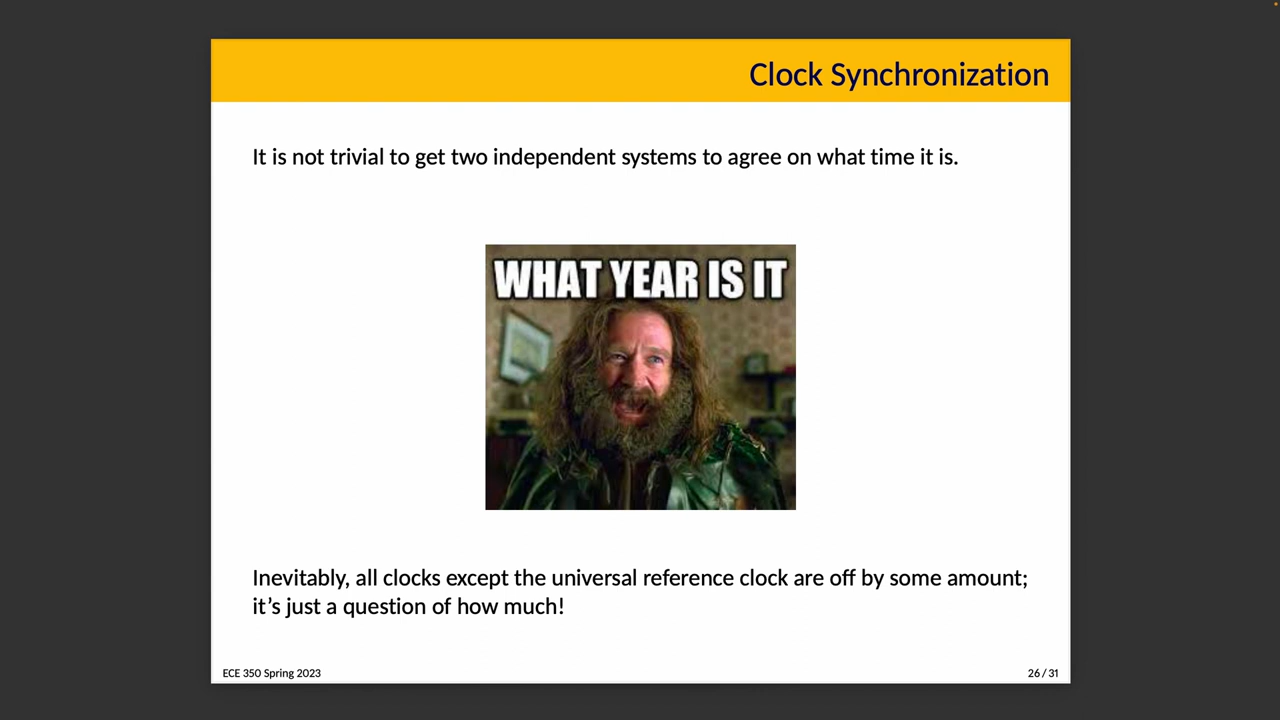 Clock Synchronization
It is not trivial to get two independent systems to agree on what time it is.
WHAT YEAR IS IT
Inevitably, all clocks except the universal reference clock are off by some amount;
it’s just a question of how much!
ECE 350 Spring 2023
26 / 31